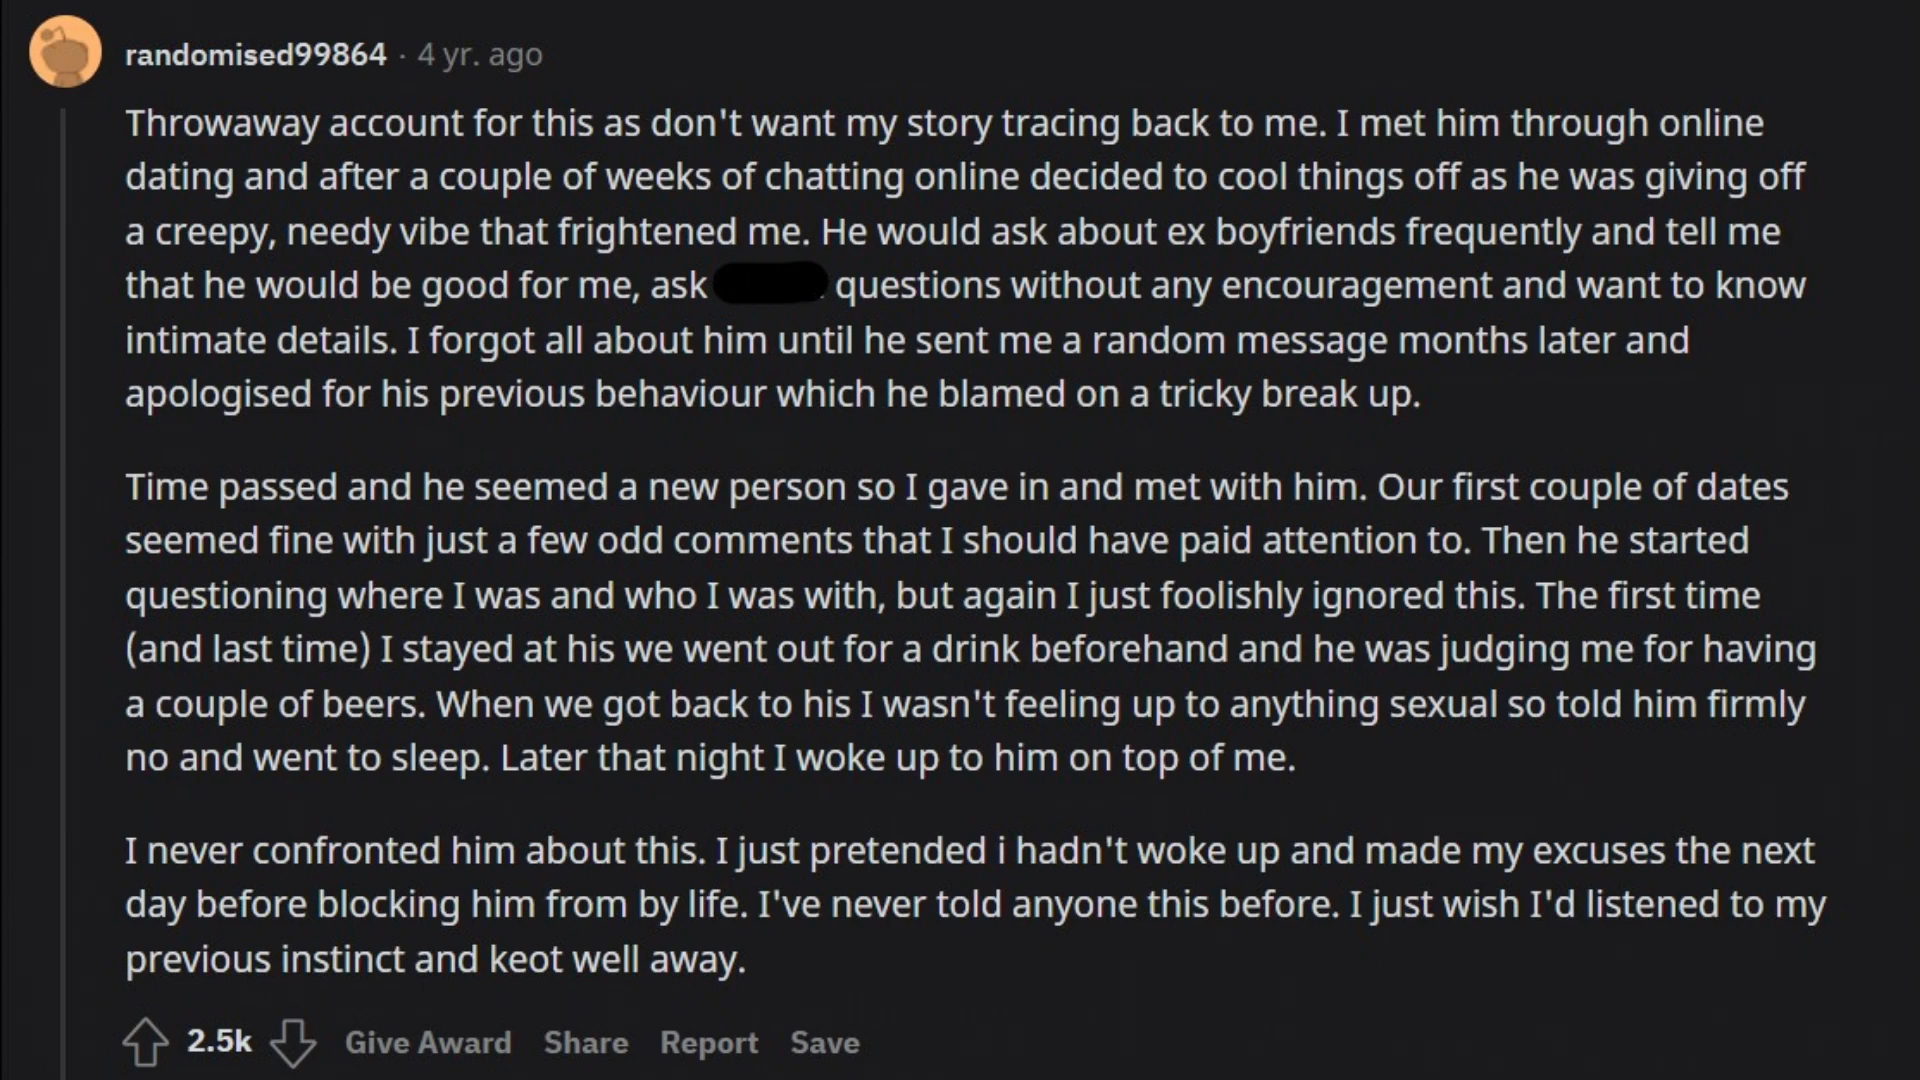 randomised99864 · 4 yr. ago
Throwaway account for this as don't want my story tracing back to me. I met him through online
dating and after a couple of weeks of chatting online decided to cool things off as he was giving off
a creepy, needy vibe that frightened me. He would ask about ex boyfriends frequently and tell me
that he would be good for me, ask questions without any encouragement and want to know
intimate details. I forgot all about him until he sent me a random message months later and
apologised for his previous behaviour which he blamed on a tricky break up.
Time passed and he seemed a new person so I gave in and met with him. Our first couple of dates
seemed fine with just a few odd comments that I should have paid attention to. Then he started
questioning where I was and who I was with, but again I just foolishly ignored this. The first time
(and last time) I stayed at his we went out for a drink beforehand and he was judging me for having
a couple of beers. When we got back to his I wasn't feeling up to anything sexual so told him firmly
no and went to sleep. Later that night I woke up to him on top of me.
I never confronted him about this. I just pretended i hadn't woke up and made my excuses the next
day before blocking him from by life. I've never told anyone this before. I just wish I'd listened to my
previous instinct and keot well away.
2.5k Give Award Share Report Save